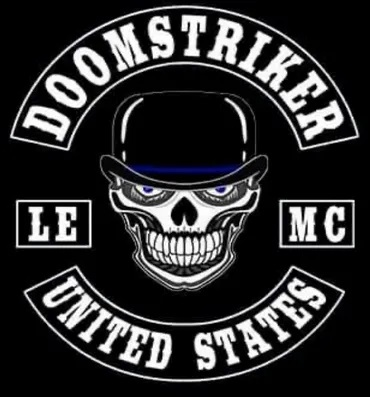 DOOMSTRIKER
LE
MC
UNITED STATES